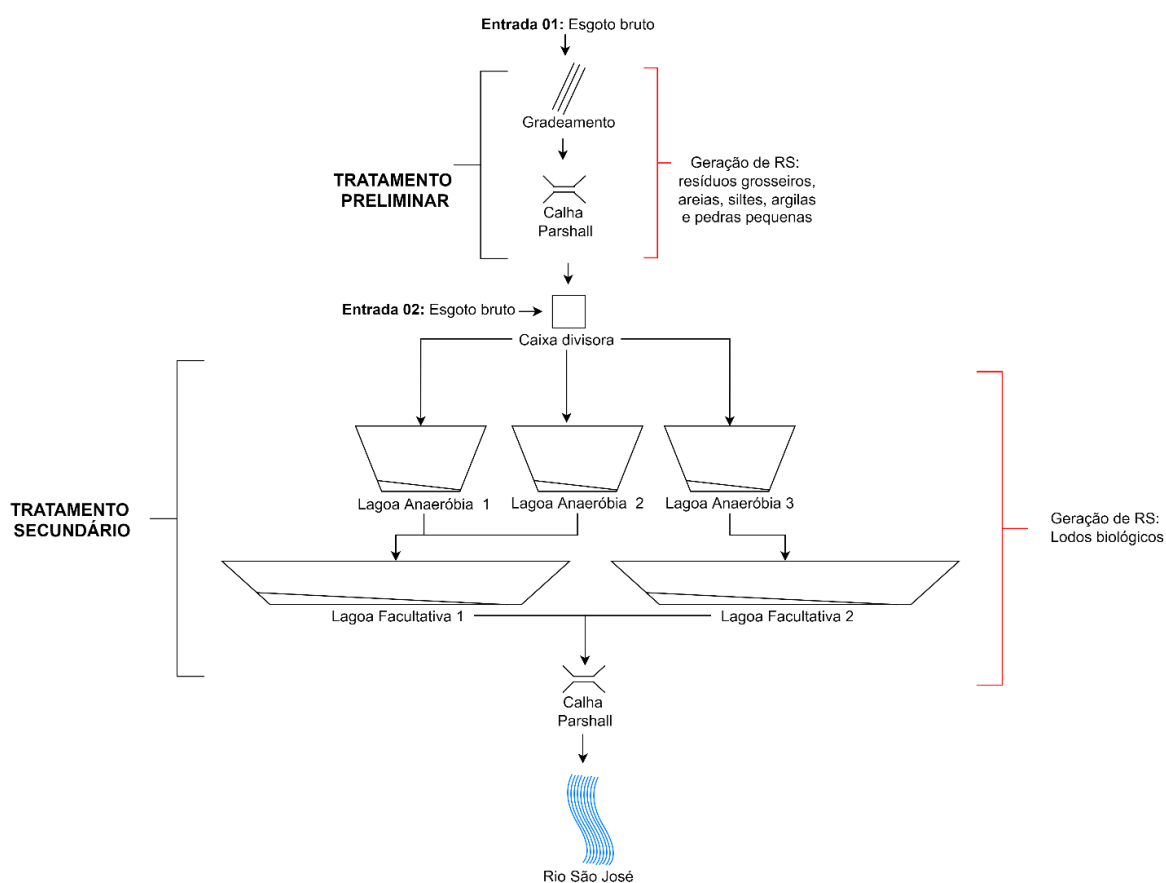 Entrada 01: Esgoto bruto
Gradeamento
TRATAMENTO
PRELIMINAR
Calha
Parshall
Geração de RS:
resíduos grosseiros,
areias, siltes, argilas
e pedras pequenas
Entrada 02: Esgoto bruto
Caixa divisora
TRATAMENTO
SECUNDÁRIO
Lagoa Anaeróbia 1
Lagoa Anaeróbia 2
Lagoa Anaeróbia 3
Geração de RS:
Lodos biológicos
Lagoa Facultativa 1
Lagoa Facultativa 2
Calha
Parshall
Rio São José